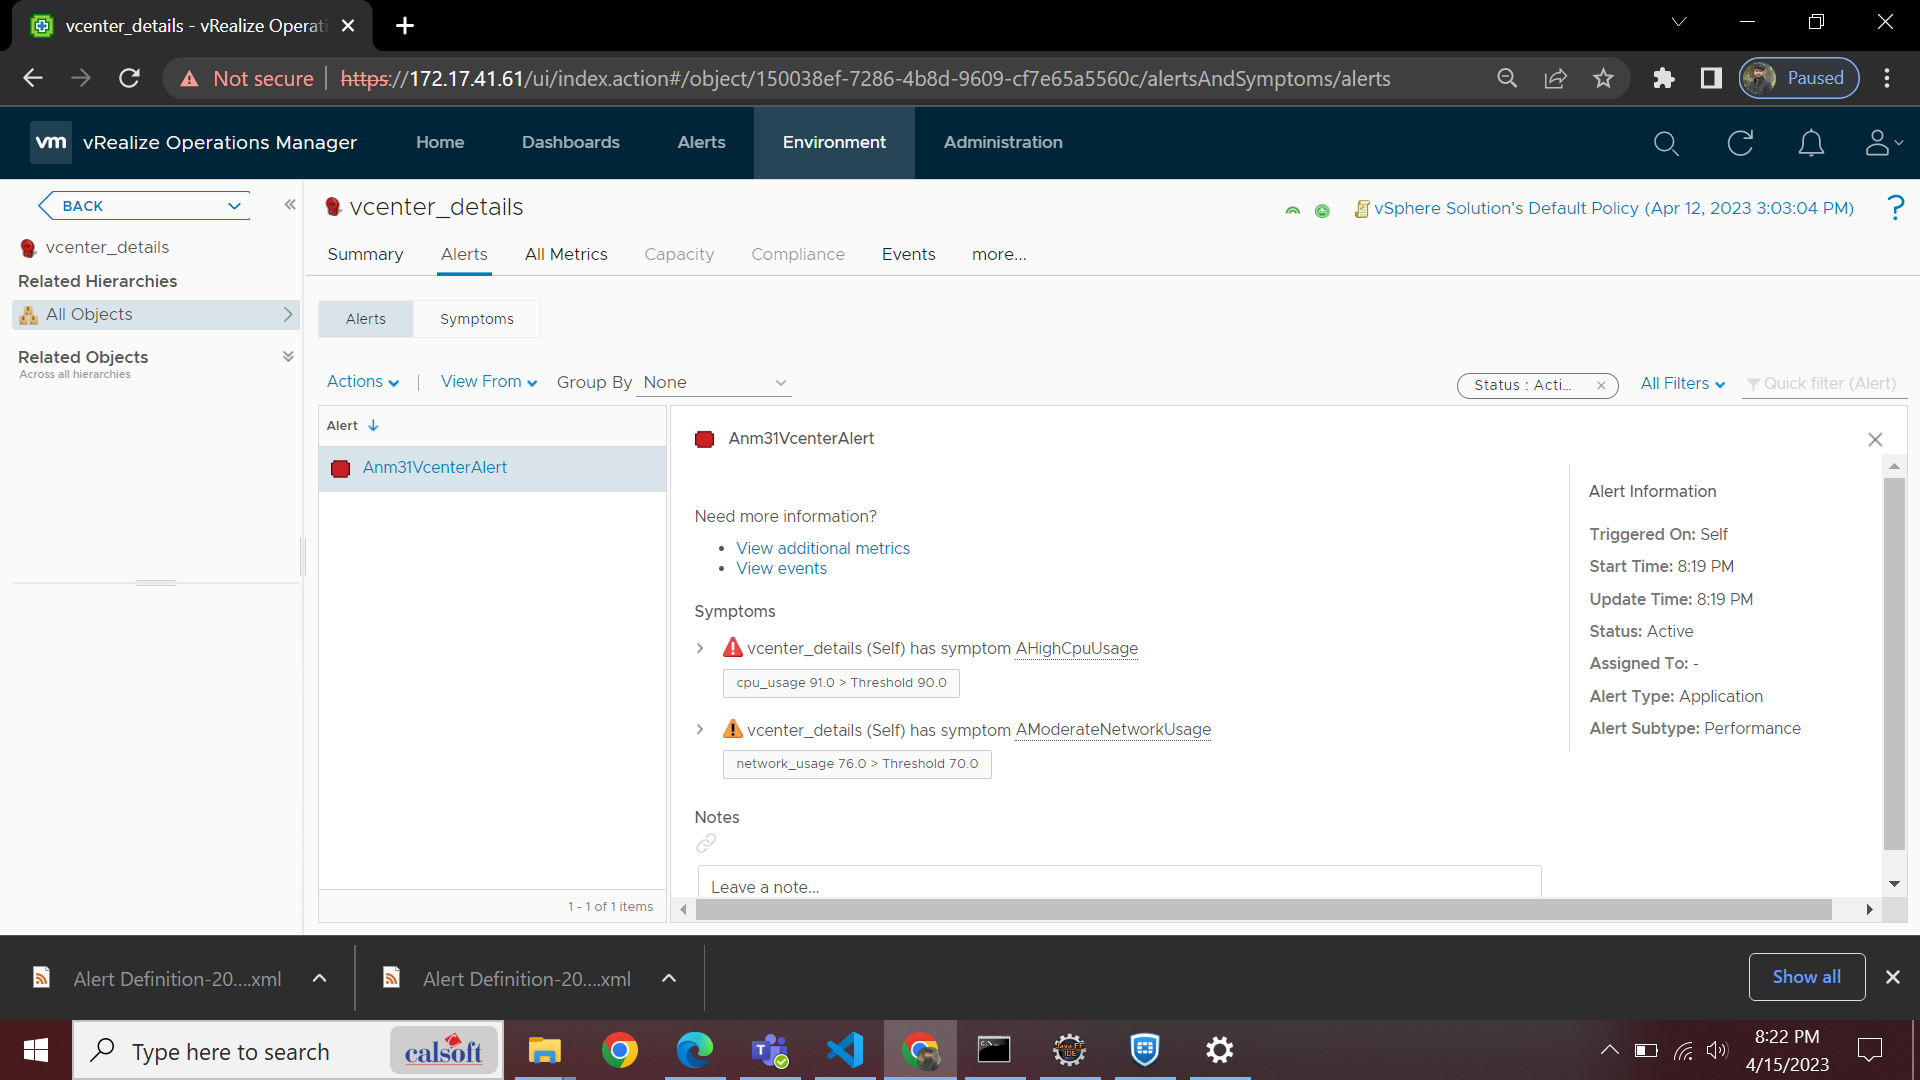 vcenter_details - vRealize Operati
Not secure https://172.17.41.61/ui/index.action#/object/150038ef-7286-4b8d-9609-cf7e65a5560c/alertsAndSymptoms/alerts
Paused
vm vRealize Operations Manager Home Dashboards Alerts Environment Administration
BACK
vcenter_details
Related Hierarchies
All Objects
Related Objects
Across all hierarchies
vcenter_details
vSphere Solution's Default Policy (Apr 12, 2023 3:03:04 PM) ?
Summary Alerts All Metrics Capacity Compliance Events more...
Alerts Symptoms
Actions View From Group By None
Status : Acti... × All Filters Quick filter (Alert)
Alert
Anm31VcenterAlert
1 - 1 of 1 items
Anm31VcenterAlert
Need more information?
• View additional metrics
• View events
Symptoms
vcenter_details (Self) has symptom AHighCpuUsage
cpu_usage 91.0 > Threshold 90.0
vcenter_details (Self) has symptom AModerateNetworkUsage
network_usage 76.0 > Threshold 70.0
Notes
Leave a note...
Alert Information
Triggered On: Self
Start Time: 8:19 PM
Update Time: 8:19 PM
Status: Active
Assigned To: -
Alert Type: Application
Alert Subtype: Performance
Alert Definition-20....xml
Alert Definition-20....xml
Show all
Type here to search
calsoft
Java EE
IDE
8:22 PM
4/15/2023